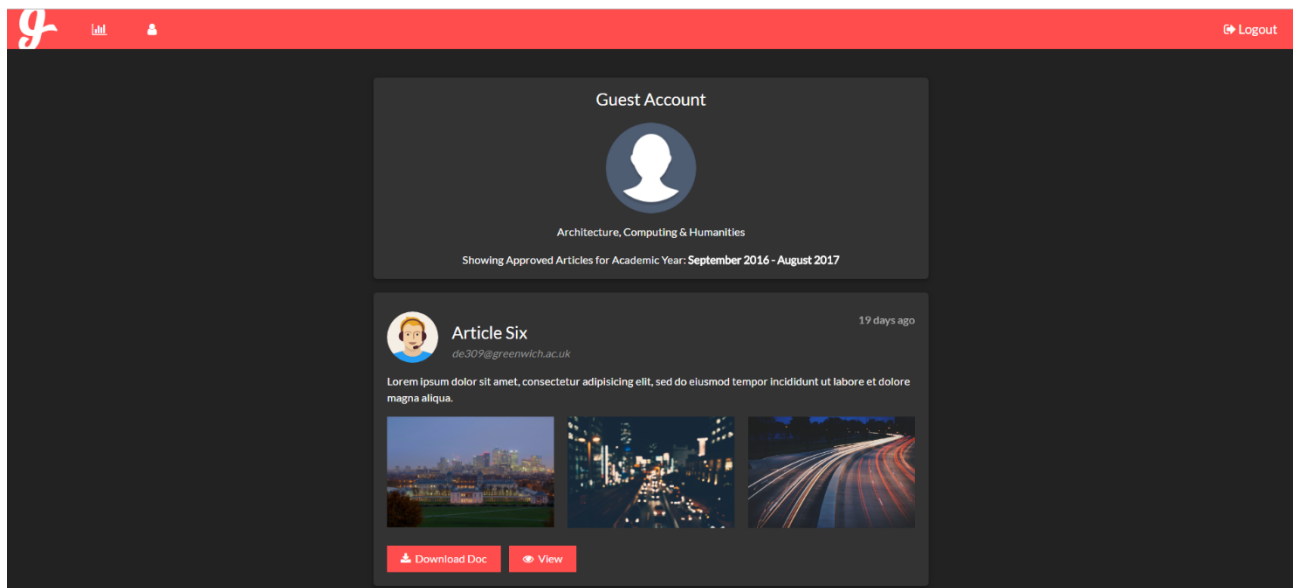 g
Logout
Guest Account
Architecture, Computing & Humanities
Showing Approved Articles for Academic Year: September 2016 - August 2017
19 days ago
Article Six
de309@greenwich.ac.uk
Lorem ipsum dolor sit amet, consectetur adipisicing elit, sed do eiusmod tempor incididunt ut labore et dolore
magna aliqua.
Download Doc
View